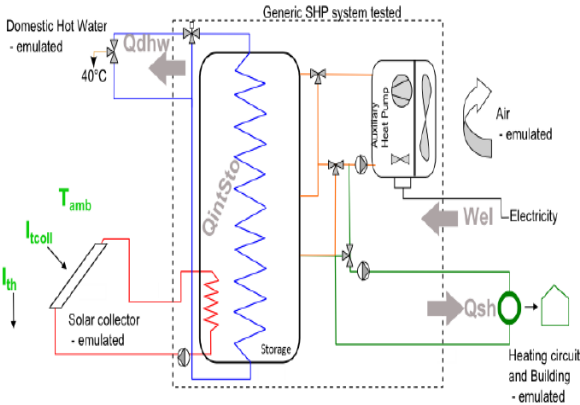 Generic SHP system tested
Domestic Hot Water
- emulated
Qdhw
40°C
Auxiliary
Heat Pump
Air
- emulated
QintSto
Tamb
Itcoll
Ith
Wel
Electricity
Solar collector
- emulated
Storage
Qsh
Heating circuit
and Building
- emulated